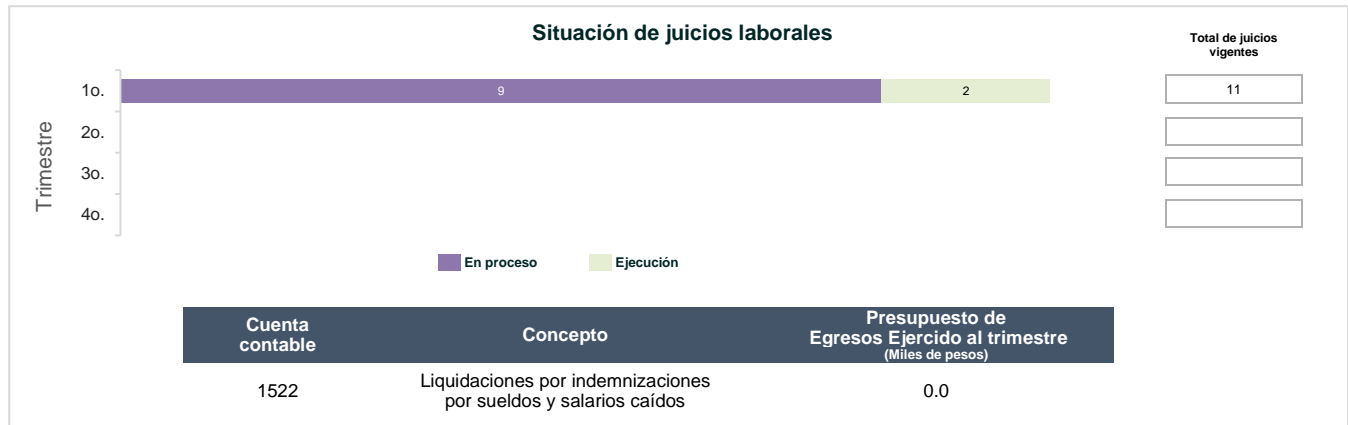 Situación de juicios laborales
Total de juicios
vigentes
Trimestre
1o.
9
2
11
2o.
3o.
4o.
En proceso
Ejecución
Cuenta
contable
Concepto
Presupuesto de
Egresos Ejercido al trimestre
(Miles de pesos)
1522
Liquidaciones por indemnizaciones
por sueldos y salarios caídos
0.0